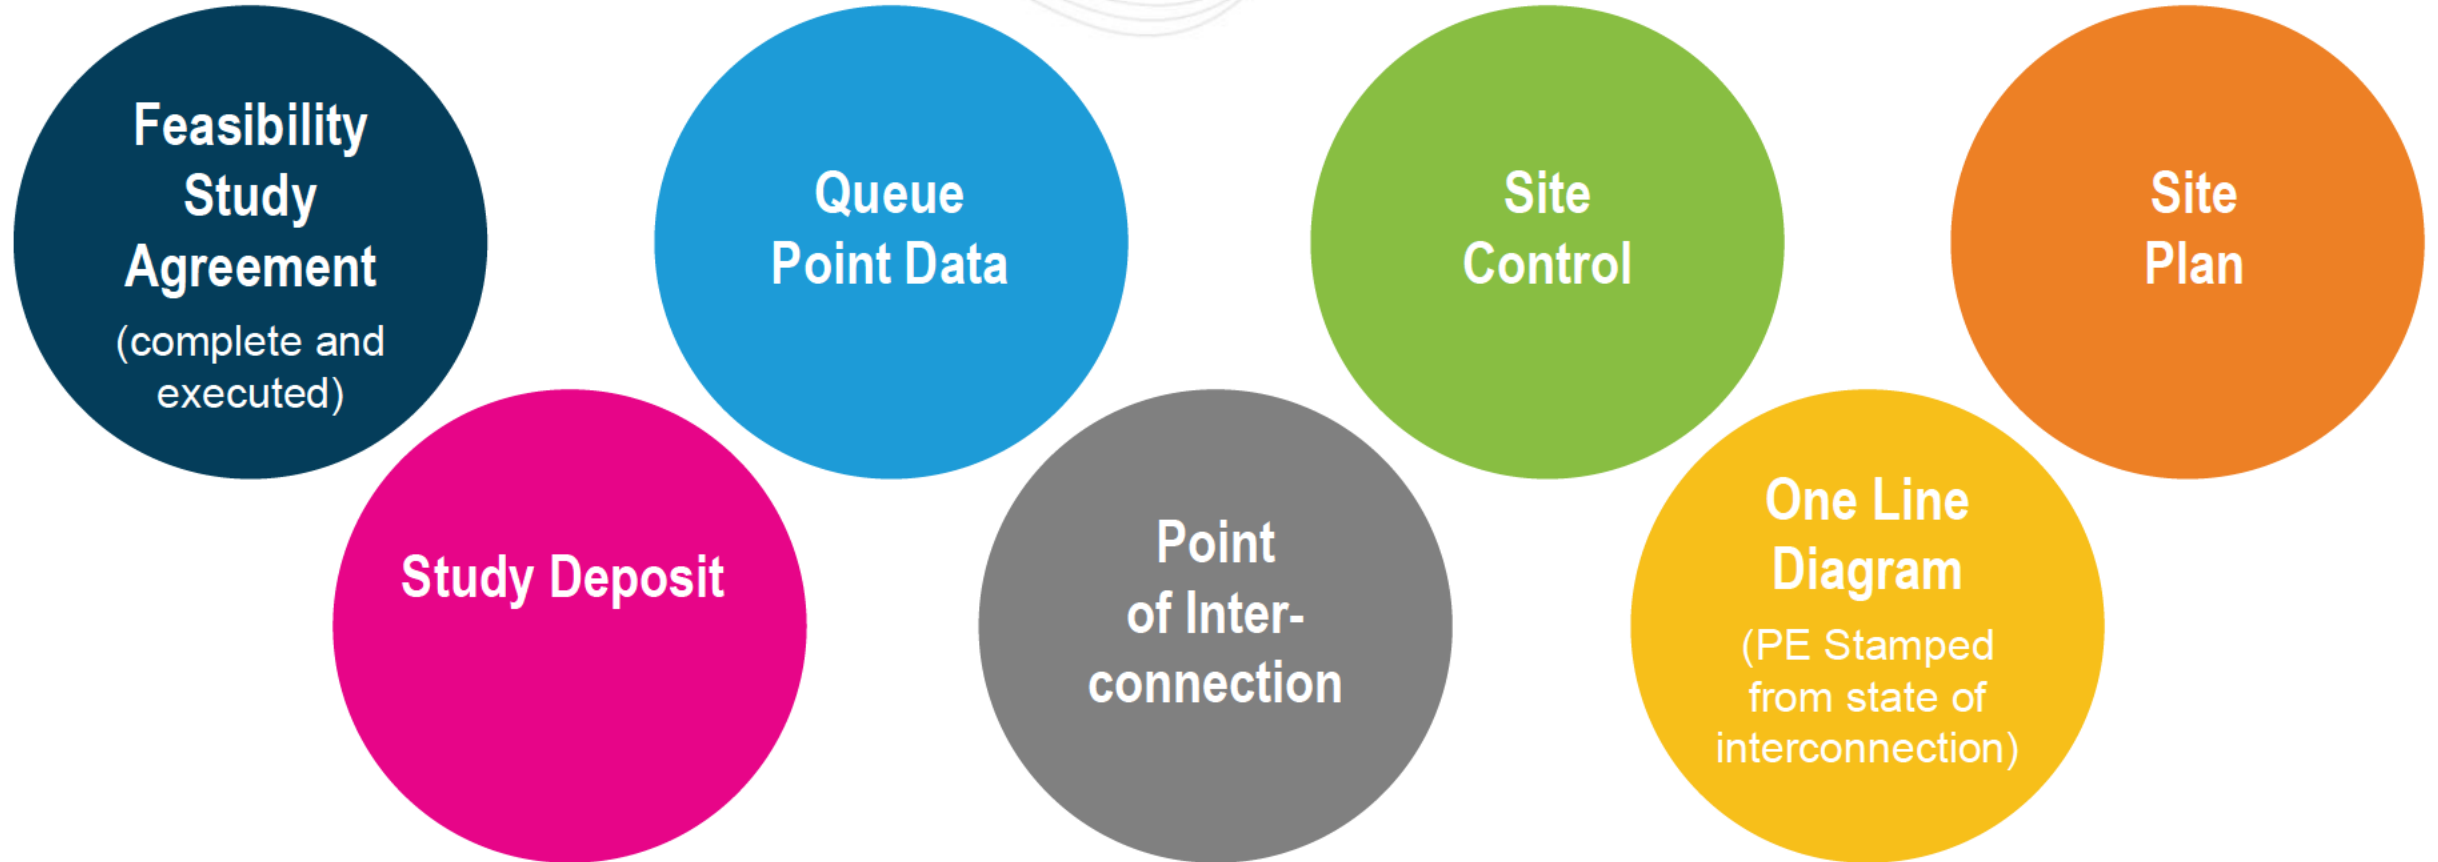 Feasibility
Study
Agreement
(complete and
executed)
Study Deposit
Queue
Point Data
Point
of Inter-
connection
Site
Control
One Line
Diagram
(PE Stamped
from state of
interconnection)
Site
Plan